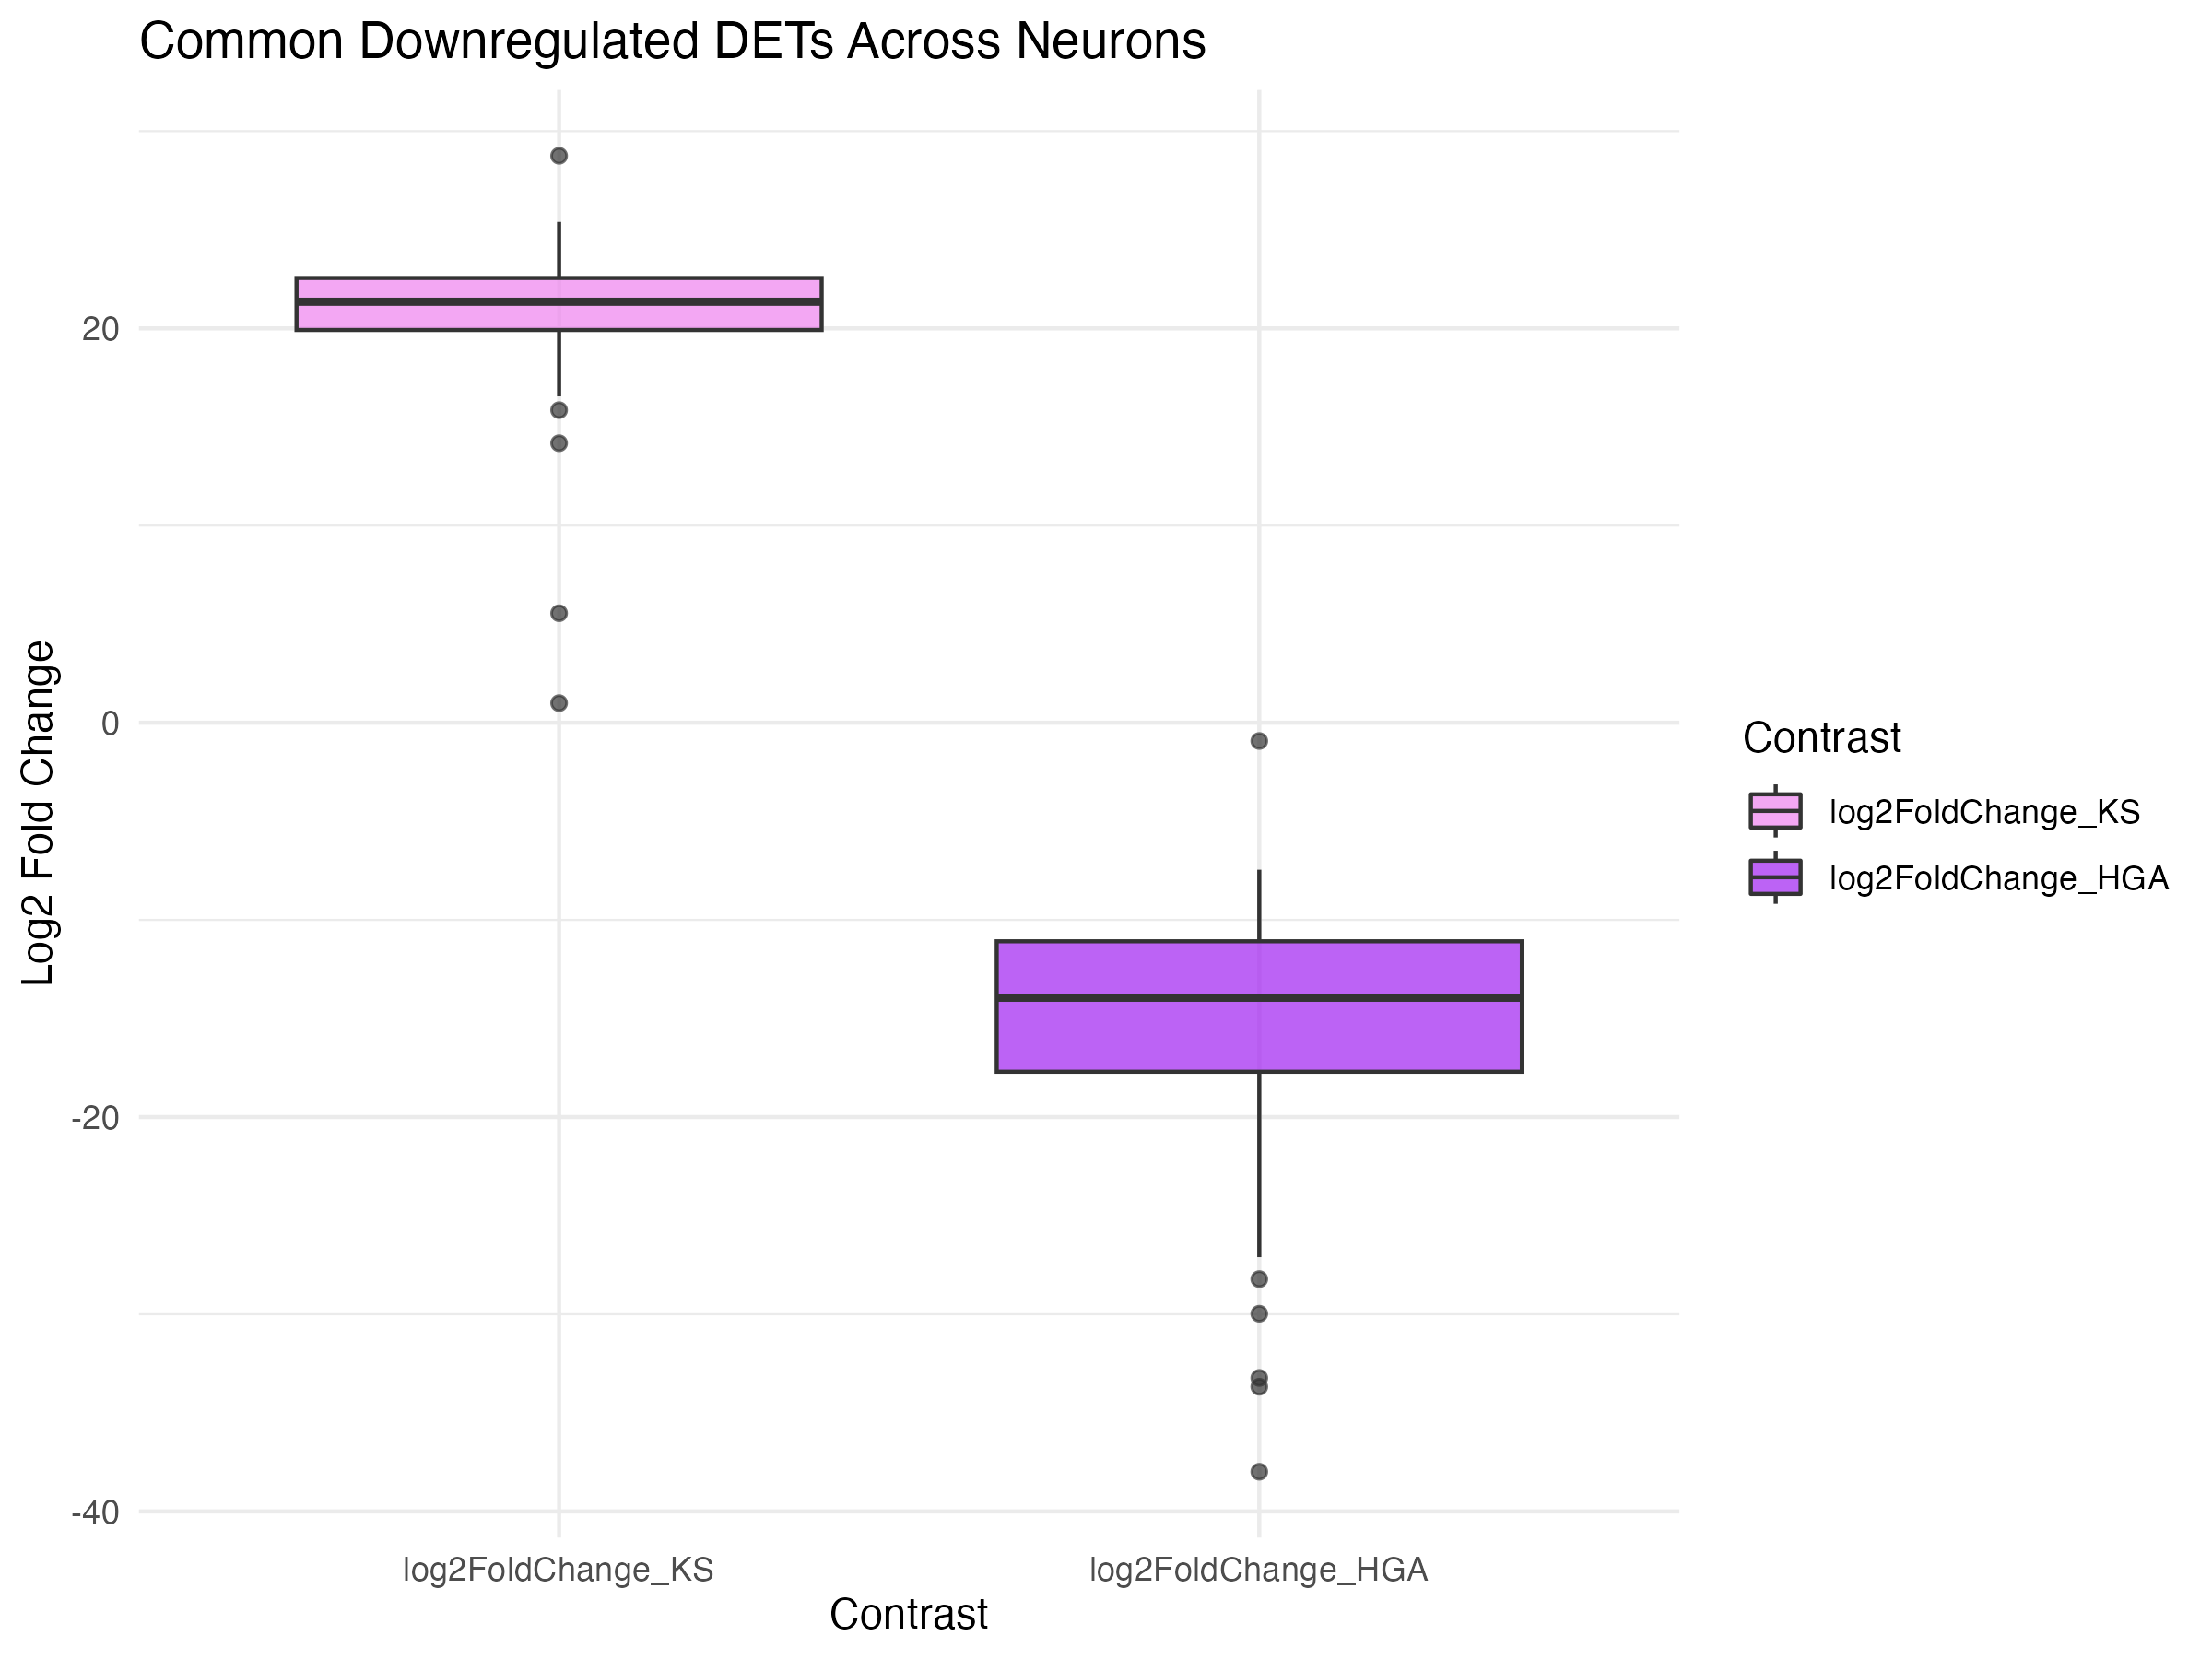 Common Downregulated DETs Across Neurons
Log2 Fold Change
20
0
-20
-40
log2FoldChange_KS
log2FoldChange_HGA
Contrast
Contrast
log2FoldChange_KS
log2FoldChange_HGA